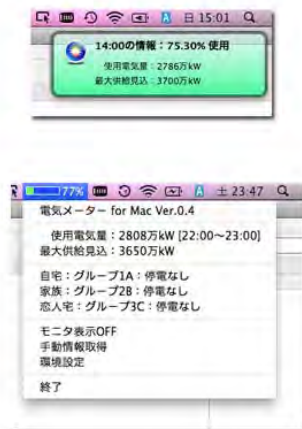 A 日 15:01
14:00の情報：75.30% 使用
使用電気量：2786万kW
最大供給見込：3700万kW
77% A 土 23:47
電気メーター for Mac Ver.0.4
使用電気量：2808万kW [22:00~23:00]
最大供給見込：3650万kW
自宅：グループ1A：停電なし
家族：グループ2B：停電なし
恋人宅：グループ3C：停電なし
モニタ表示OFF
手動情報取得
環境設定
終了